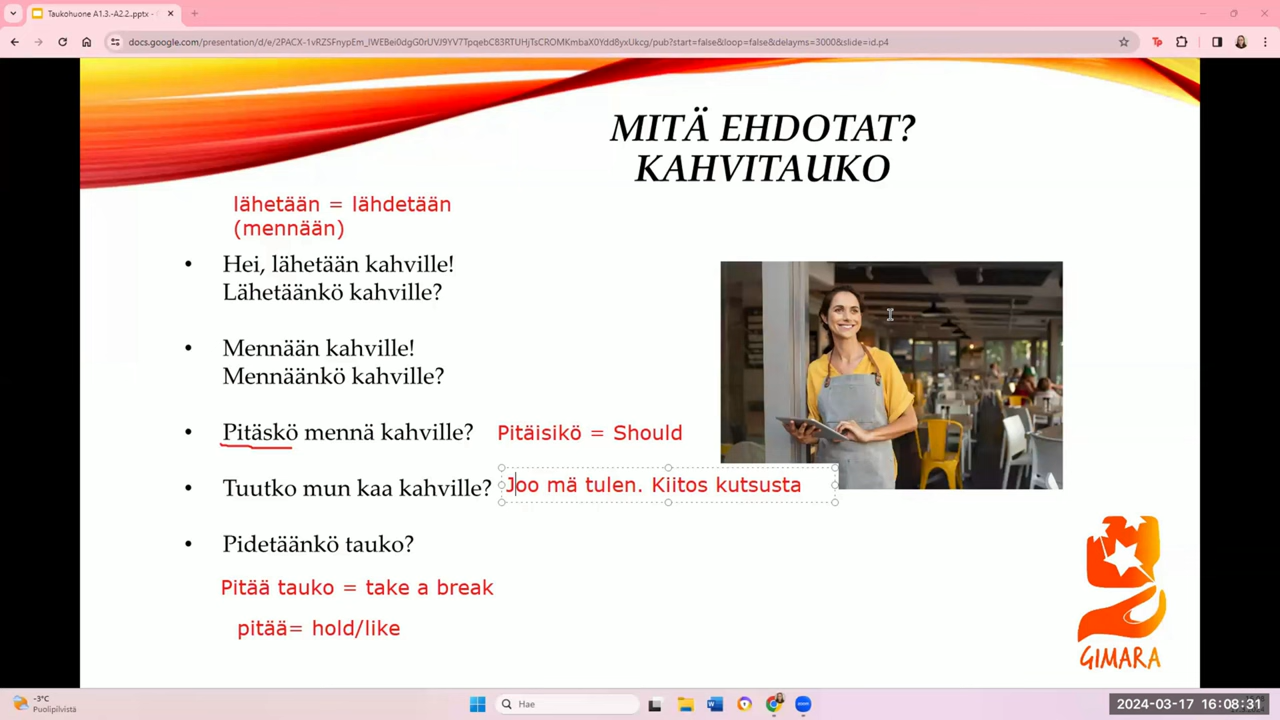 Taukohuone A1.3.-A2.2..pptx -
docs.google.com/presentation/d/e/2PACX-1vRZSFnypEm_lWEBei0dgG0rUVJ9YV7TpqebC83RTUHjTsCROMKmbaX0Ydd8yxUkcg/pub?start=false&loop=false&delayms=3000&slide=id.p4
MITÄ EHDOTAT?
KAHVITAUKO
lähetään = lähdetään
(mennään)
• Hei, lähetään kahville!
Lähetäänkö kahville?
• Mennään kahville!
Mennäänkö kahville?
• Pitäskö mennä kahville? Pitäisikö = Should
• Tuutko mun kaa kahville? Joo mä tulen. Kiitos kutsusta
• Pidetäänkö tauko?
Pitää tauko = take a break
pitää= hold/like
GIMARA
-3°C
Puolipilvistä
Hae
2024-03-17 16:08:31